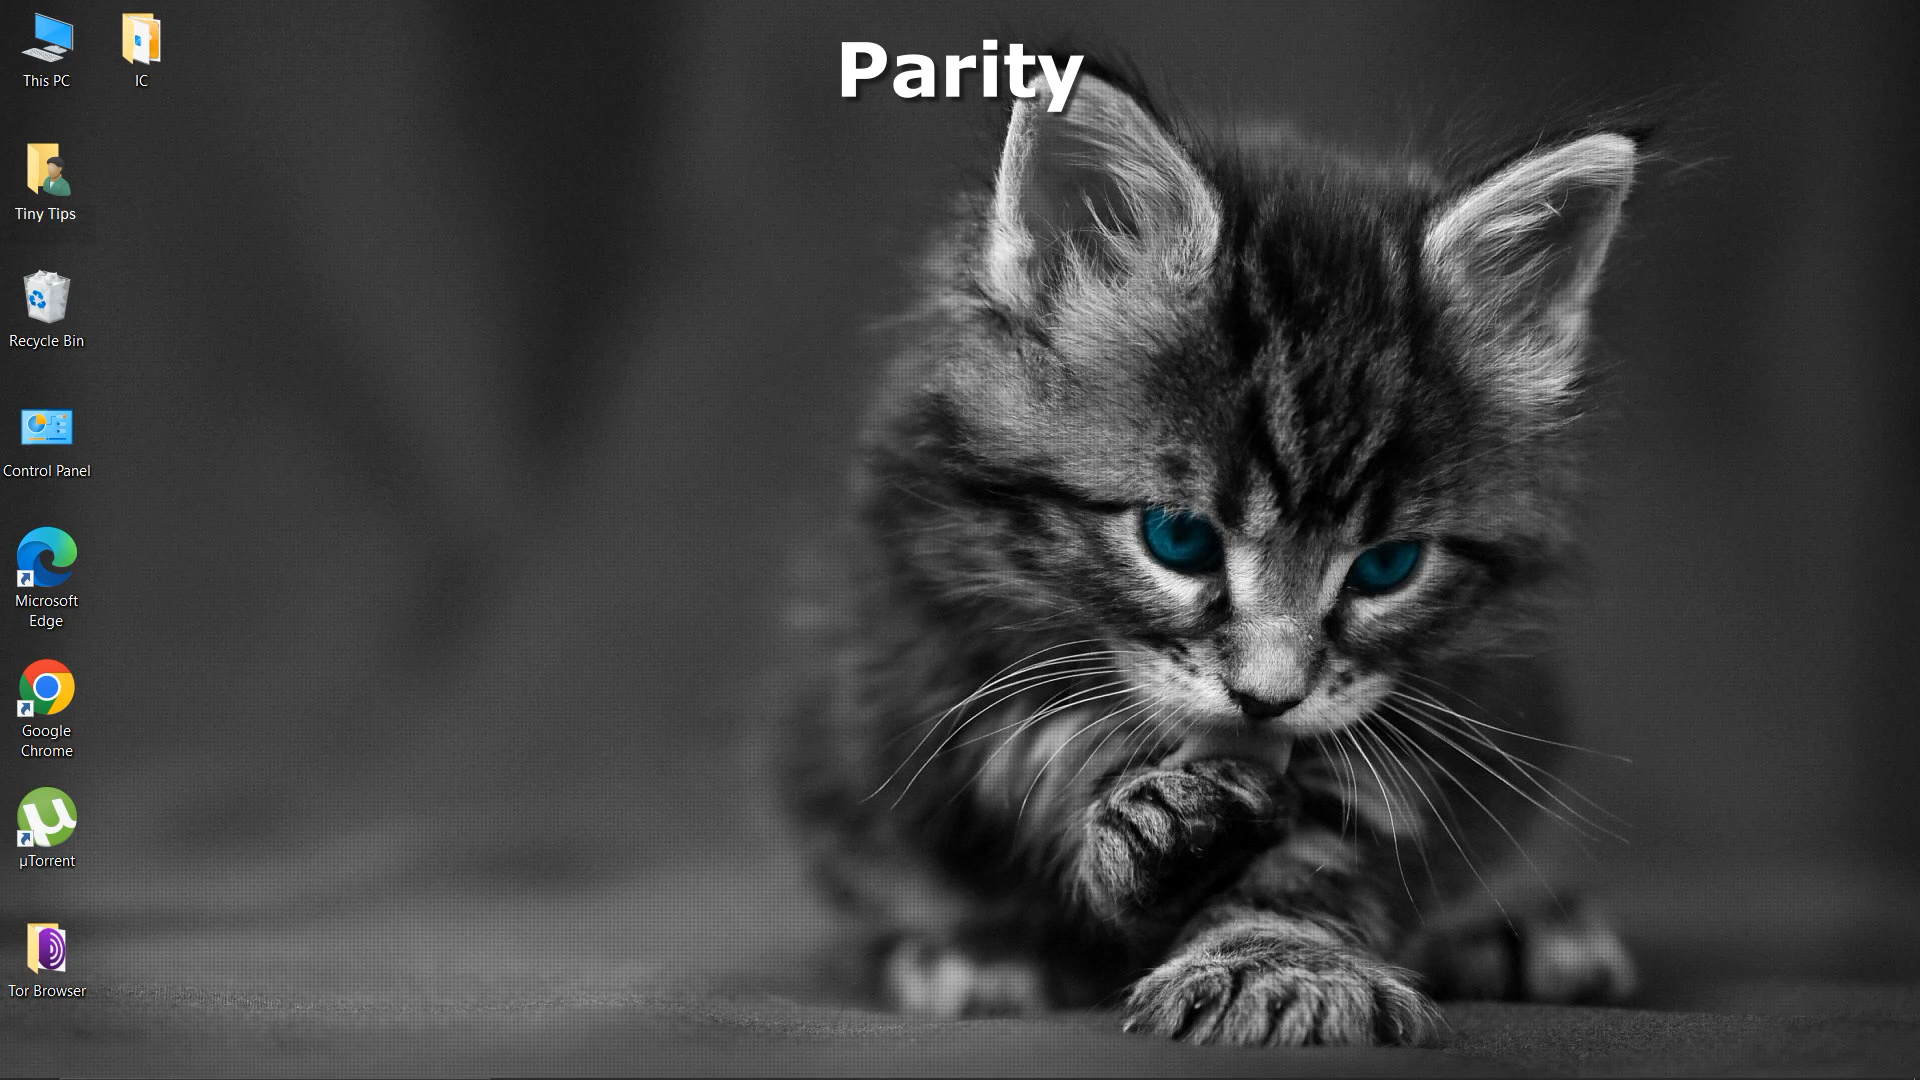 Parity
This PC
IC
Tiny Tips
Recycle Bin
Control Panel
Microsoft
Edge
Google
Chrome
µTorrent
Tor Browser